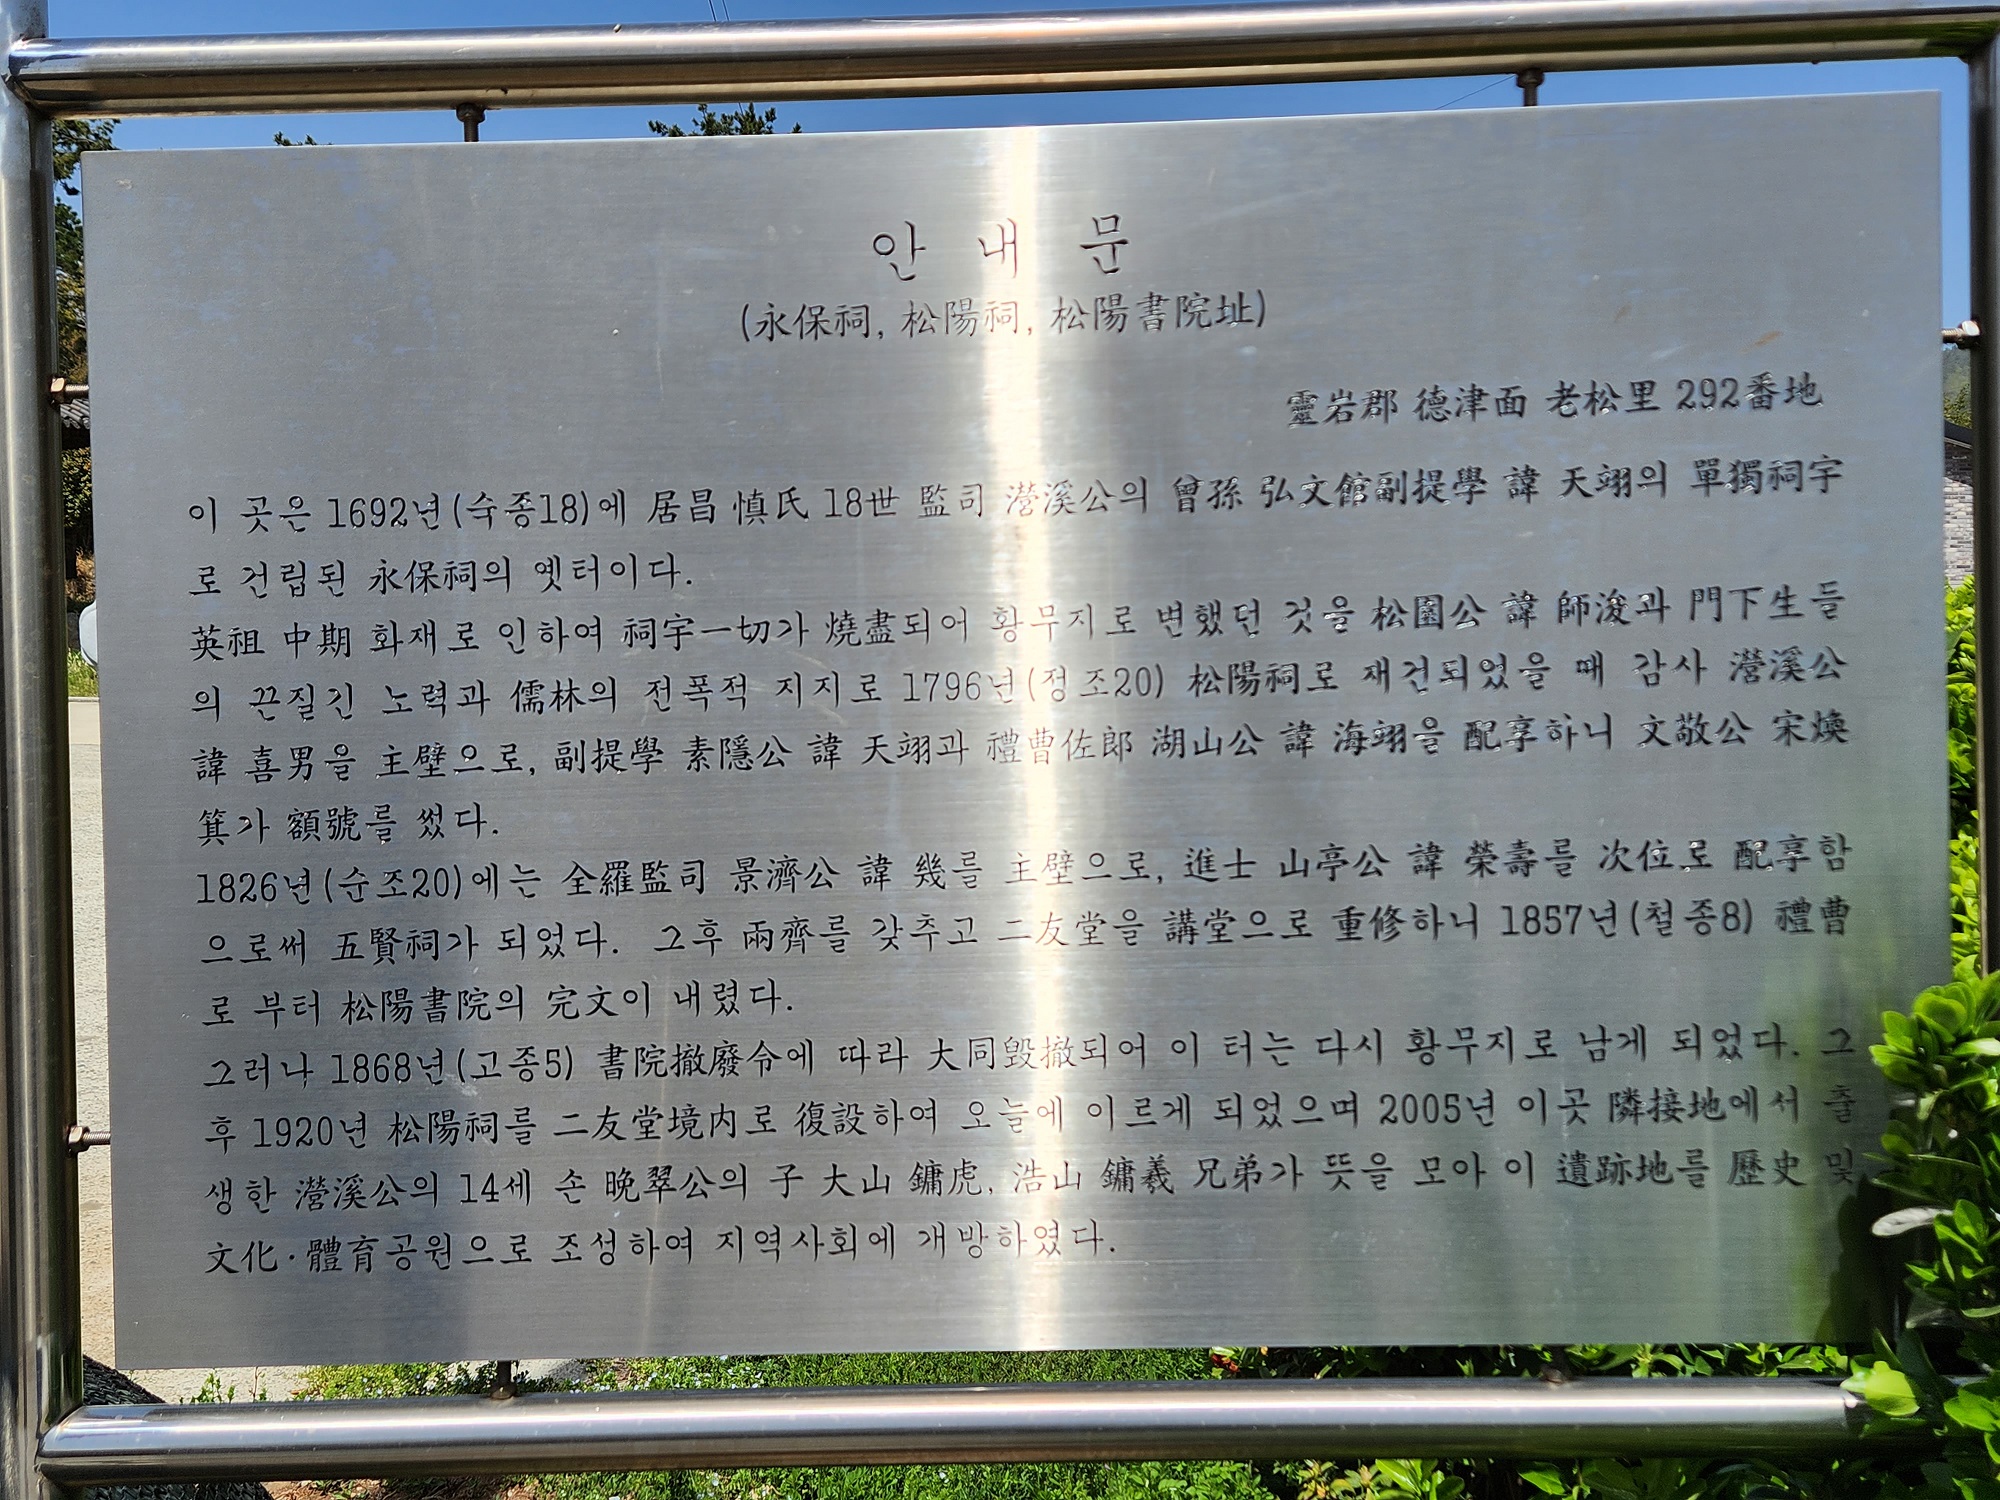 안 내 문
(永保祠, 松陽祠, 松陽書院址)
靈岩郡 德津面 老松里 292番地
이 곳은 1692년(숙종18)에 居昌 愼氏 18世 監司 瀯溪公의 曾孫 弘文館副提學 諱 天翊의 單獨祠宇
로 건립된 永保祠의 옛터이다.
英祖 中期 화재로 인하여 祠宇一切가 燒盡되어 황무지로 변했던 것을 松園公 諱 師浚과 門下生들
의 끈질긴 노력과 儒林의 전폭적 지지로 1796년(정조20) 松陽祠로 재건되었을 때 감사 瀯溪公
諱 喜男을 主壁으로, 副提學 素隱公 諱 天翊과 禮曹佐郎 湖山公 諱 海翊을 配享하니 文敬公 宋煥
箕가 額號를 썼다.
1826년(순조20)에는 全羅監司 景濟公 諱 幾를 主壁으로, 進士 山亭公 諱 榮壽를 次位로 配享함
으로써 五賢祠가 되었다. 그후 兩齊를 갖추고 二友堂을 講堂으로 重修하니 1857년(철종8) 禮曹
로 부터 松陽書院의 完文이 내렸다.
그러나 1868년(고종5) 書院撤廢令에 따라 大同毁撤되어 이 터는 다시 황무지로 남게 되었다. 그
후 1920년 松陽祠를 二友堂境内로 復設하여 오늘에 이르게 되었으며 2005년 이곳 隣接地에서 출
생한 瀯溪公의 14세 손 晩翠公의 子 大山 鏞虎, 浩山 鏞羲 兄弟가 뜻을 모아 이 遺跡地를 歷史 및
文化·體育공원으로 조성하여 지역사회에 개방하였다.